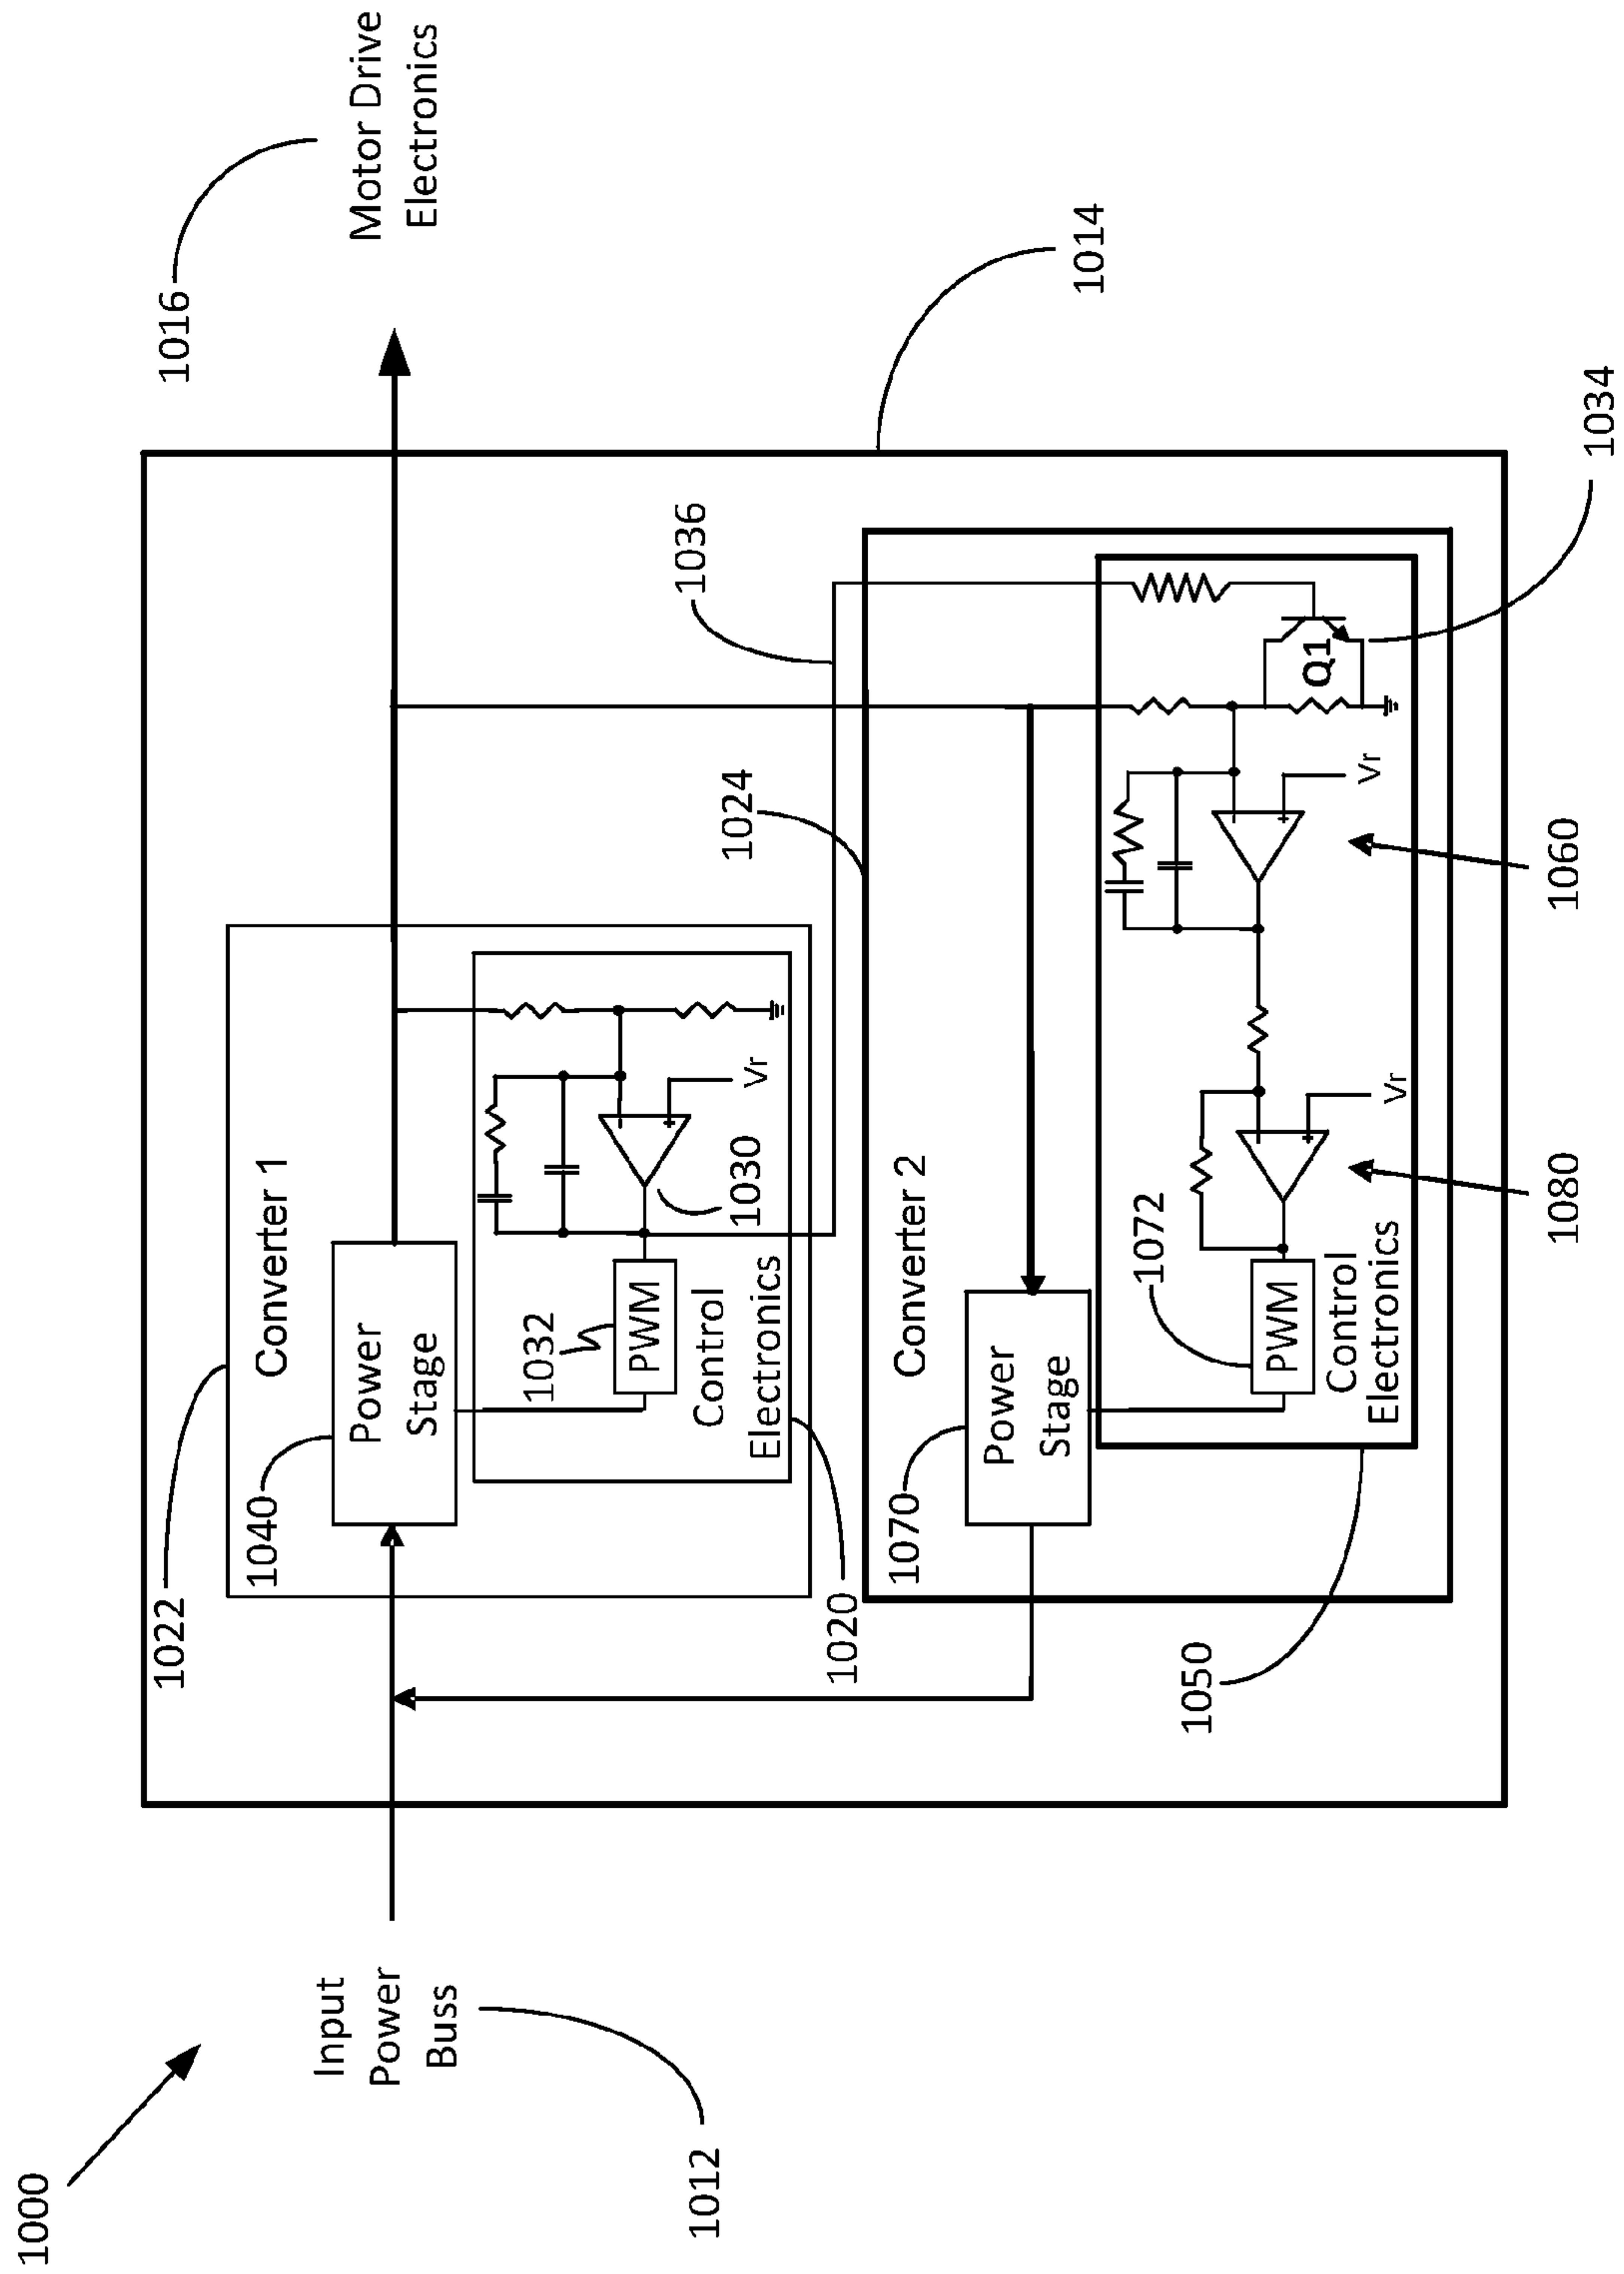 1000
Input
Power
Buss
1012
1022
Converter 1
1040
Power
Stage
1032
PWM
1030
Vr
Control
Electronics
1020
1016
Motor Drive
Electronics
1014
1036
1024
Converter 2
1070
Power
Stage
1072
PWM
Control
Electronics
1050
Vr
1080
Vr
1060
Q1
1034